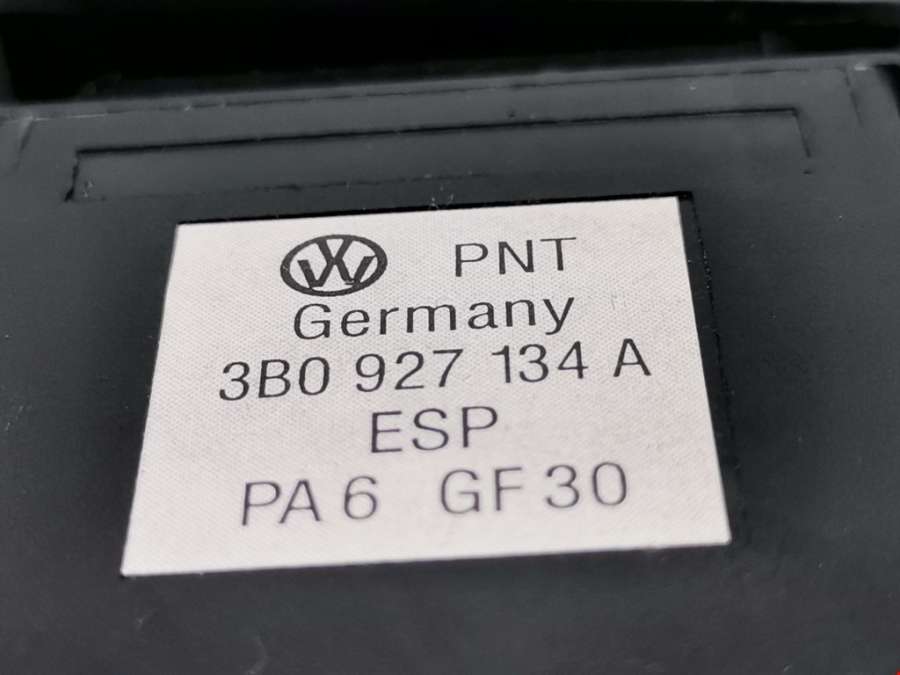 PNT
Germany
3B0 927 134 A
ESP
PA 6 GF 30